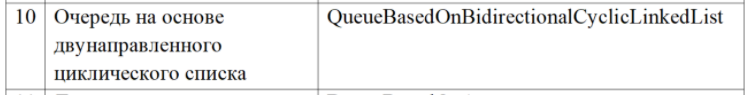 10 Очередь на основе QueueBasedOnBidirectionalCyclicLinkedList
двунаправленного
циклического списка